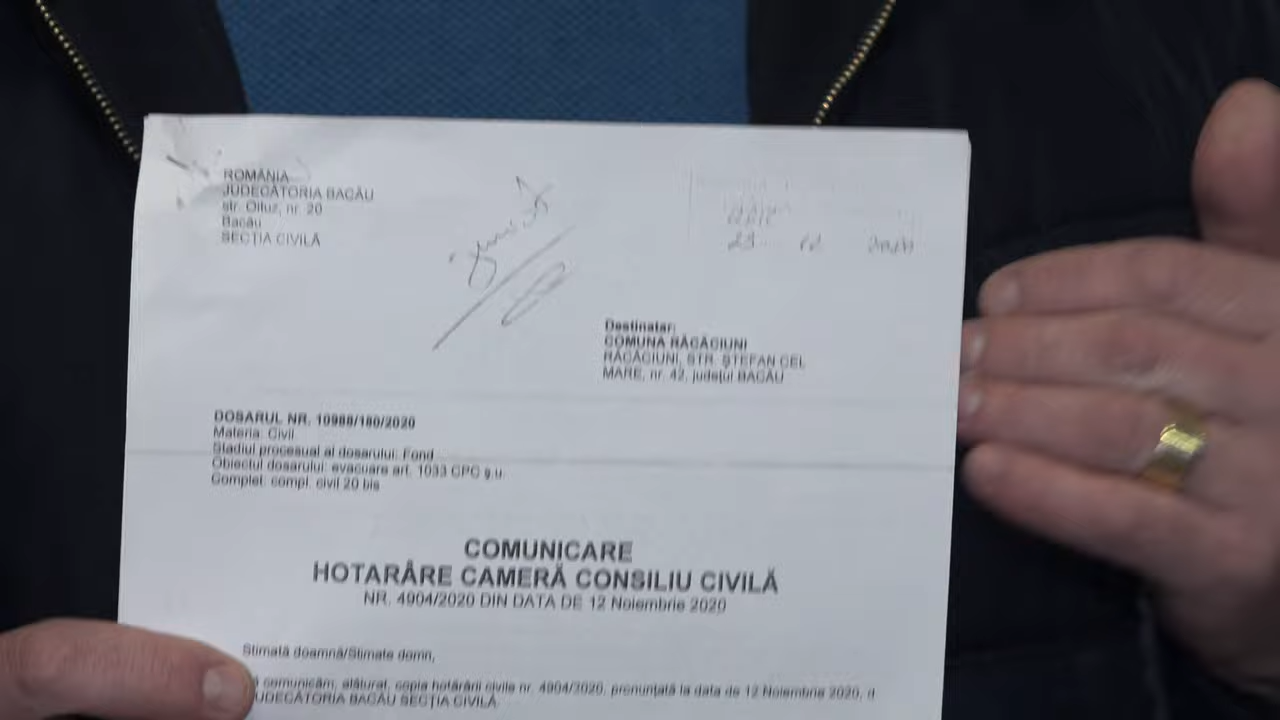 ROMÂNIA
JUDECĂTORIA BACĂU
str. Oituz, nr. 20
Bacău
SECȚIA CIVILĂ
Destinatar:
COMUNA RĂCĂCIUNI
RĂCĂCIUNI, STR. ȘTEFAN CEL
MARE, nr. 42, județul BACĂU
DOSARUL NR. 10988/180/2020
Materia: Civil
Stadiul procesual al dosarului: Fond
Obiectul dosarului: evacuare art. 1033 CPC ș.u.
Complet: compl. civil 20 bis
COMUNICARE
HOTARÂRE CAMERĂ CONSILIU CIVILĂ
NR. 4904/2020 DIN DATA DE 12 Noiembrie 2020
Stimată doamnă/Stimate domn,
comunicăm, alăturat, copia hotărârii civile nr. 4904/2020, pronunțată la data de 12 Noiembrie 2020, d
JUDECĂTORIA BACĂU SECȚIA CIVILĂ.